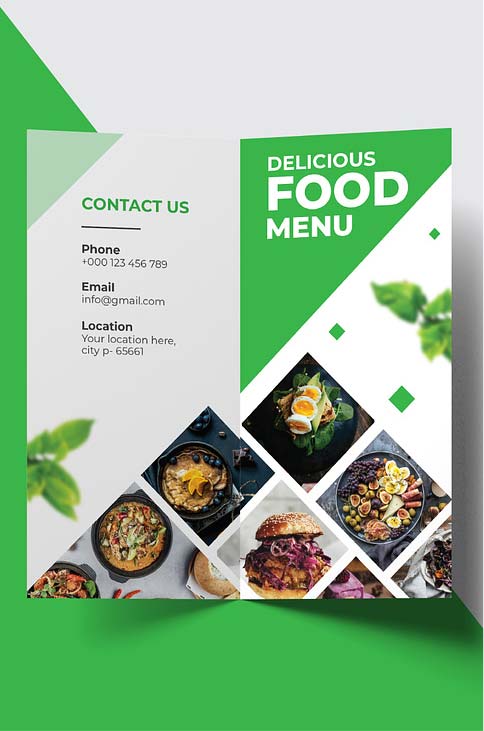 CONTACT US
Phone
+000 123 456 789
Email
info@gmail.com
Location
Your location here,
city p- 65661
DELICIOUS
FOOD
MENU